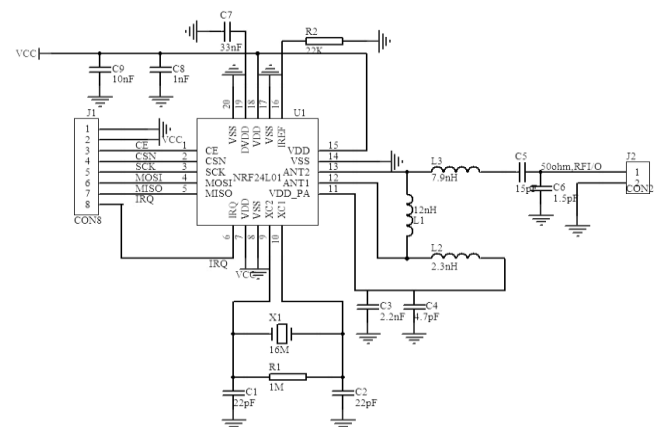 C7
33nF
R2
22K
VCC
C9
10nF
C8
1nF
20 19 18 17 16
VSS DVDD VDD VSS IREF
U1
J1
1
2
VCC
3 CE 1 CE
4 CSN 2 CSN
5 SCK 3 SCK
6 MOSI 4 MOSI
7 MISO 5 MISO
8 IRQ
CON8
NRF24L01
VDD 15
VSS 14
ANT2 13
ANT1 12
VDD_PA 11
IRQ VDD VSS XC2 XC1
6 7 8 9 10
IRQ
VCC
L3
7.9nH
C5
15pF
50ohm,RFI/O
C6
1.5pF
J2
1
2
CON2
12nH
L1
L2
2.3nH
C3
2.2nF
C4
4.7pF
X1
16M
R1
1M
C1
22pF
C2
22pF